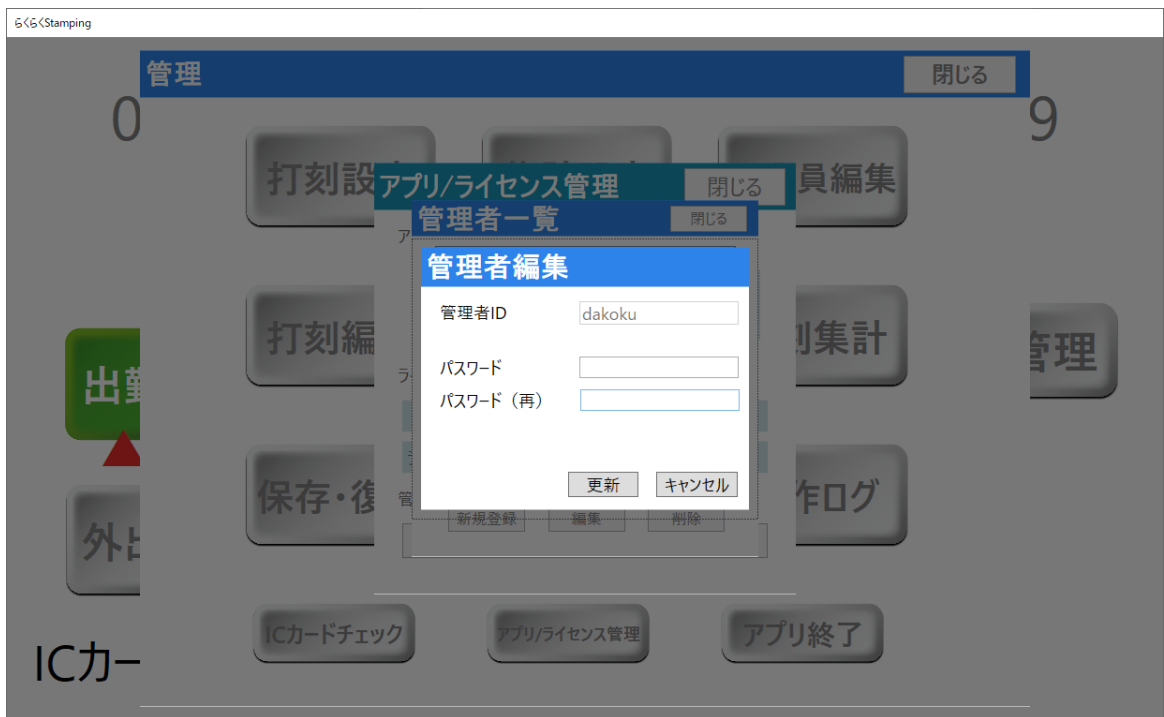 らくらくStamping
管理
閉じる
0
9
打刻設
員編集
アプリ/ライセンス管理
閉じる
管理者一覧
閉じる
ア
管理者編集
管理者ID
dakoku
打刻編
刻集計
管理
パスワード
ラ
出勤
パスワード（再）
更新
キャンセル
保存・復
作ログ
管
新規登録
編集
削除
外出
ICカードチェック
アプリ/ライセンス管理
アプリ終了
ICカー